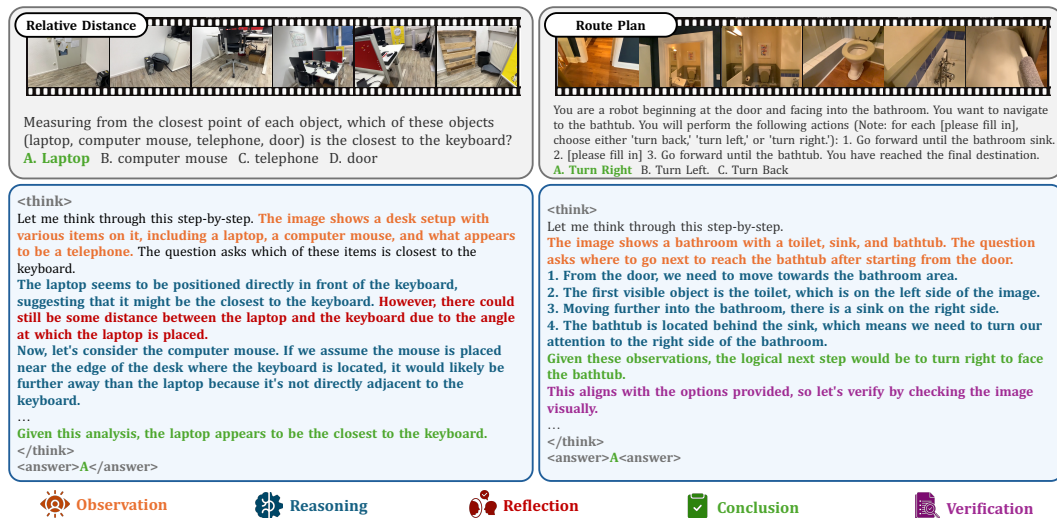 Relative Distance
Measuring from the closest point of each object, which of these objects
(laptop, computer mouse, telephone, door) is the closest to the keyboard?
A. Laptop B. computer mouse C. telephone D. door
<think>
Let me think through this step-by-step. The image shows a desk setup with
various items on it, including a laptop, a computer mouse, and what appears
to be a telephone. The question asks which of these items is closest to the
keyboard.
The laptop seems to be positioned directly in front of the keyboard,
suggesting that it might be the closest to the keyboard. However, there could
still be some distance between the laptop and the keyboard due to the angle
at which the laptop is placed.
Now, let's consider the computer mouse. If we assume the mouse is placed
near the edge of the desk where the keyboard is located, it would likely be
further away than the laptop because it's not directly adjacent to the
keyboard.
...
Given this analysis, the laptop appears to be the closest to the keyboard.
</think>
<answer>A</answer>
Route Plan
You are a robot beginning at the door and facing into the bathroom. You want to navigate
to the bathtub. You will perform the following actions (Note: for each [please fill in],
choose either 'turn back,' 'turn left,' or 'turn right.'): 1. Go forward until the bathroom sink.
2. [please fill in] 3. Go forward until the bathtub. You have reached the final destination.
A. Turn Right B. Turn Left. C. Turn Back
<think>
Let me think through this step-by-step.
The image shows a bathroom with a toilet, sink, and bathtub. The question
asks where to go next to reach the bathtub after starting from the door.
1. From the door, we need to move towards the bathroom area.
2. The first visible object is the toilet, which is on the left side of the image.
3. Moving further into the bathroom, there is a sink on the right side.
4. The bathtub is located behind the sink, which means we need to turn our
attention to the right side of the bathroom.
Given these observations, the logical next step would be to turn right to face
the bathtub.
This aligns with the options provided, so let's verify by checking the image
visually.
...
</think>
<answer>A<answer>
Observation
Reasoning
Reflection
Conclusion
Verification